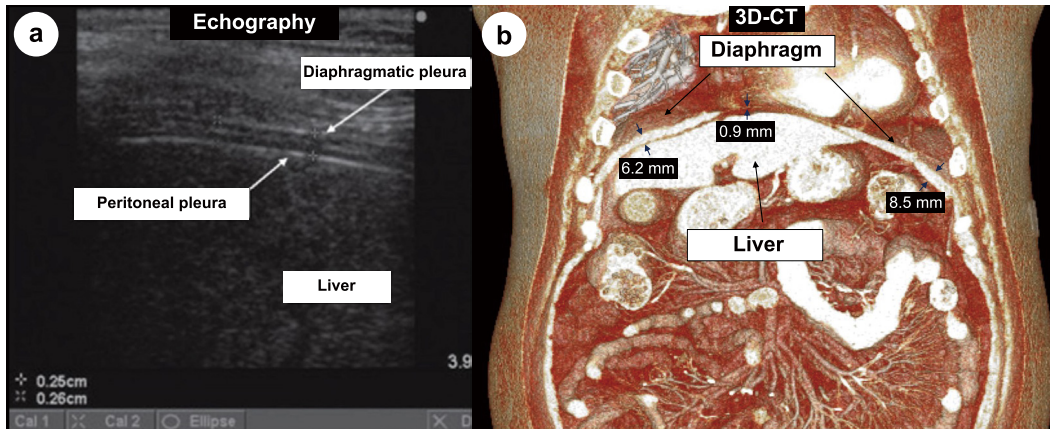 a
Echography
Diaphragmatic pleura
Peritoneal pleura
Liver
3.9
0.25cm
0.26cm
Cal 1
Cal 2
Ellipse
D
b
3D-CT
Diaphragm
0.9 mm
6.2 mm
8.5 mm
Liver